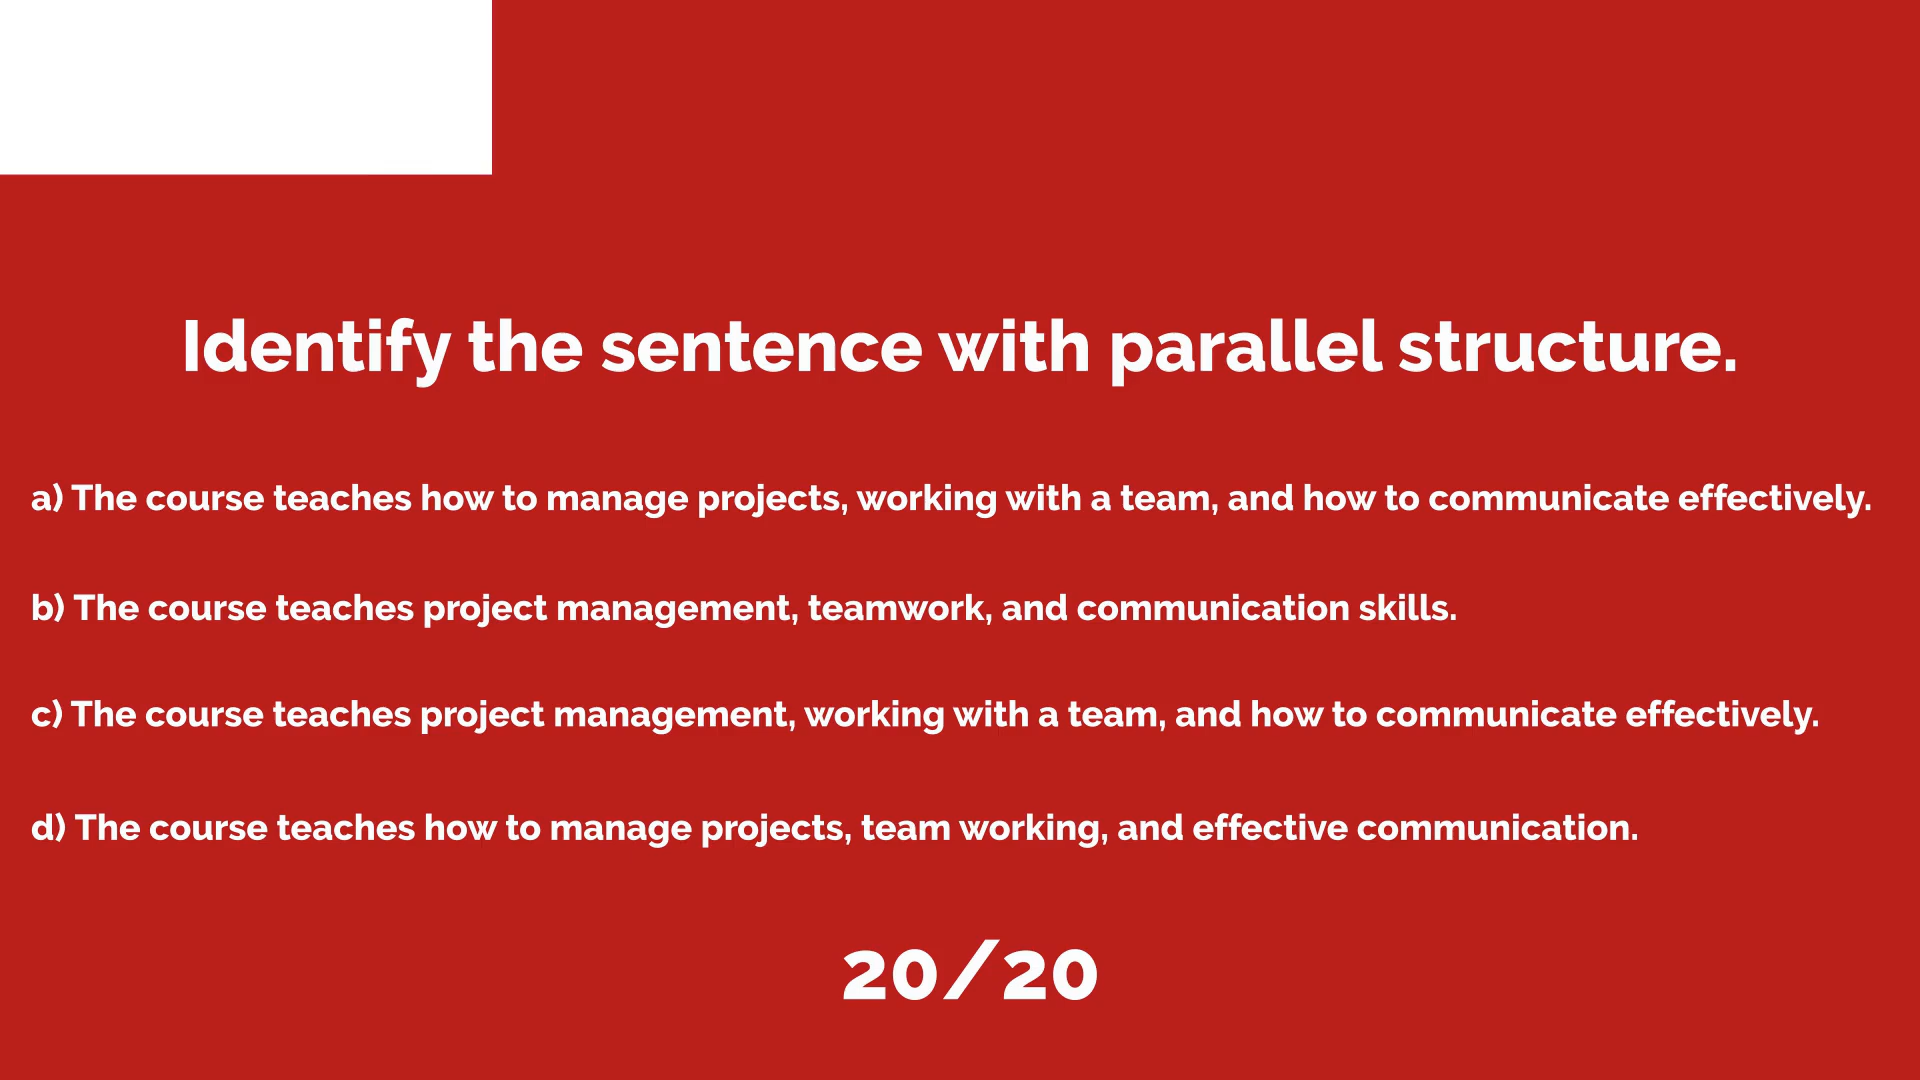 Identify the sentence with parallel structure.
a) The course teaches how to manage projects, working with a team, and how to communicate effectively.
b) The course teaches project management, teamwork, and communication skills.
c) The course teaches project management, working with a team, and how to communicate effectively.
d) The course teaches how to manage projects, team working, and effective communication.
20/20